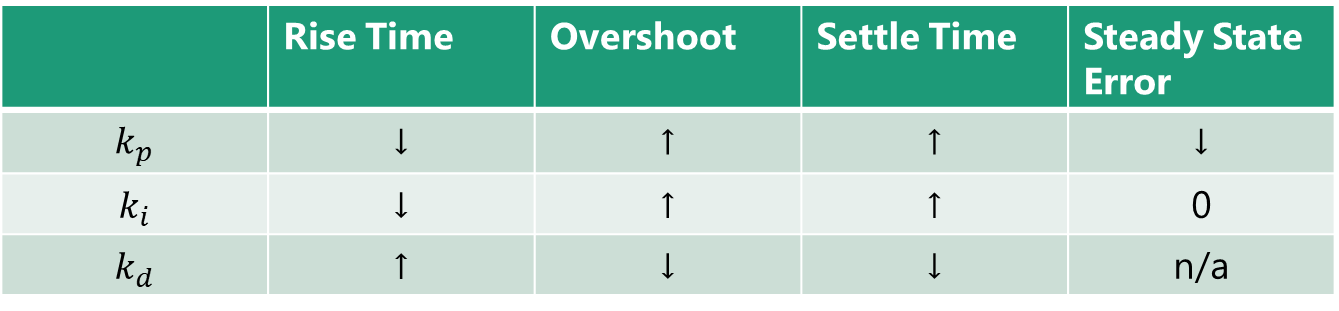 Rise Time Overshoot Settle Time Steady State
Error
k_p ↓ ↑ ↑ ↓
k_i ↓ ↑ ↑ 0
k_d ↑ ↓ ↓ n/a